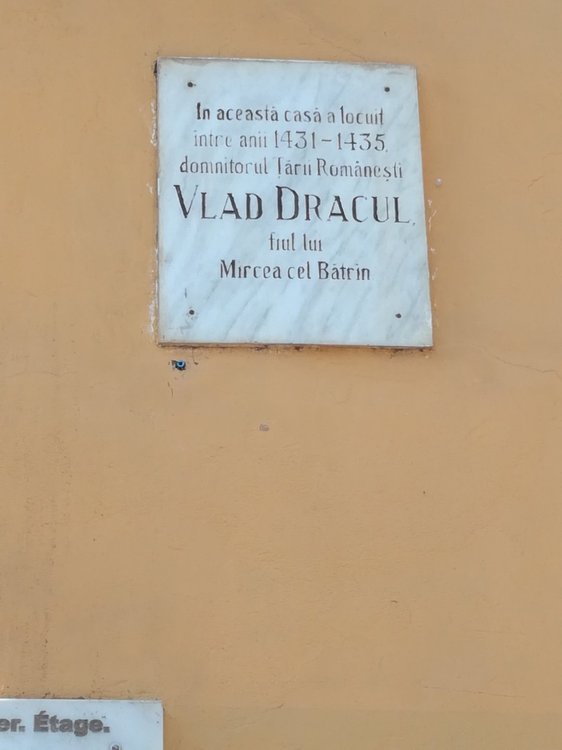 In această casă a locuit
între anii 1431-1435,
domnitorul Țării Românești
VLAD DRACUL,
fiul lui
Mircea cel Bătrîn
er. Étage.